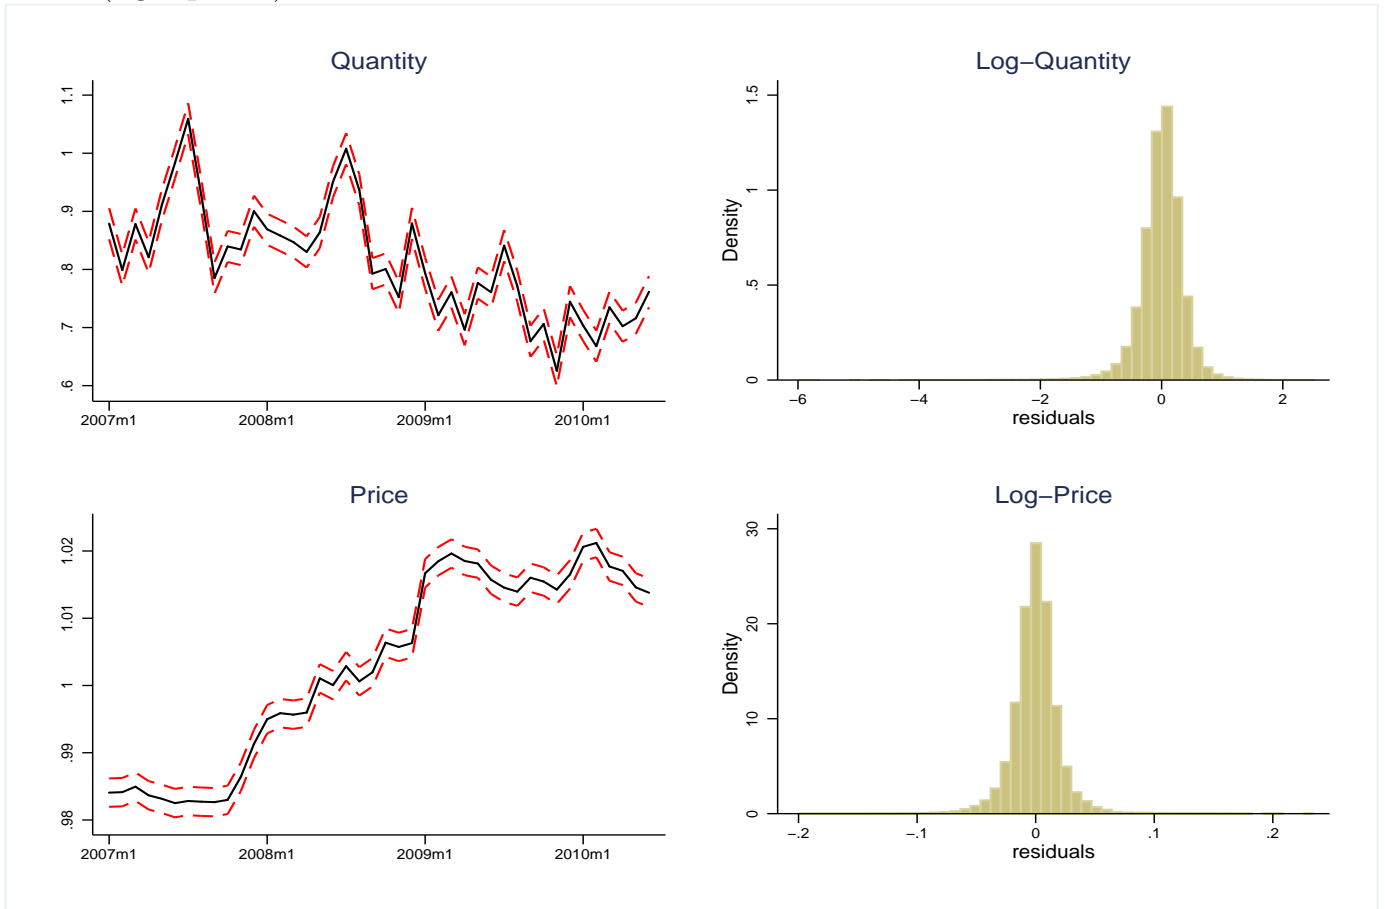 Quantity
1.1
1
.9
.8
.7
.6
2007m1 2008m1 2009m1 2010m1
Log−Quantity
Density
1.5
1
.5
0
−6 −4 −2 0 2
residuals
Price
1.02
1.01
1
.99
.98
2007m1 2008m1 2009m1 2010m1
Log−Price
Density
30
20
10
0
−.2 −.1 0 .1 .2
residuals